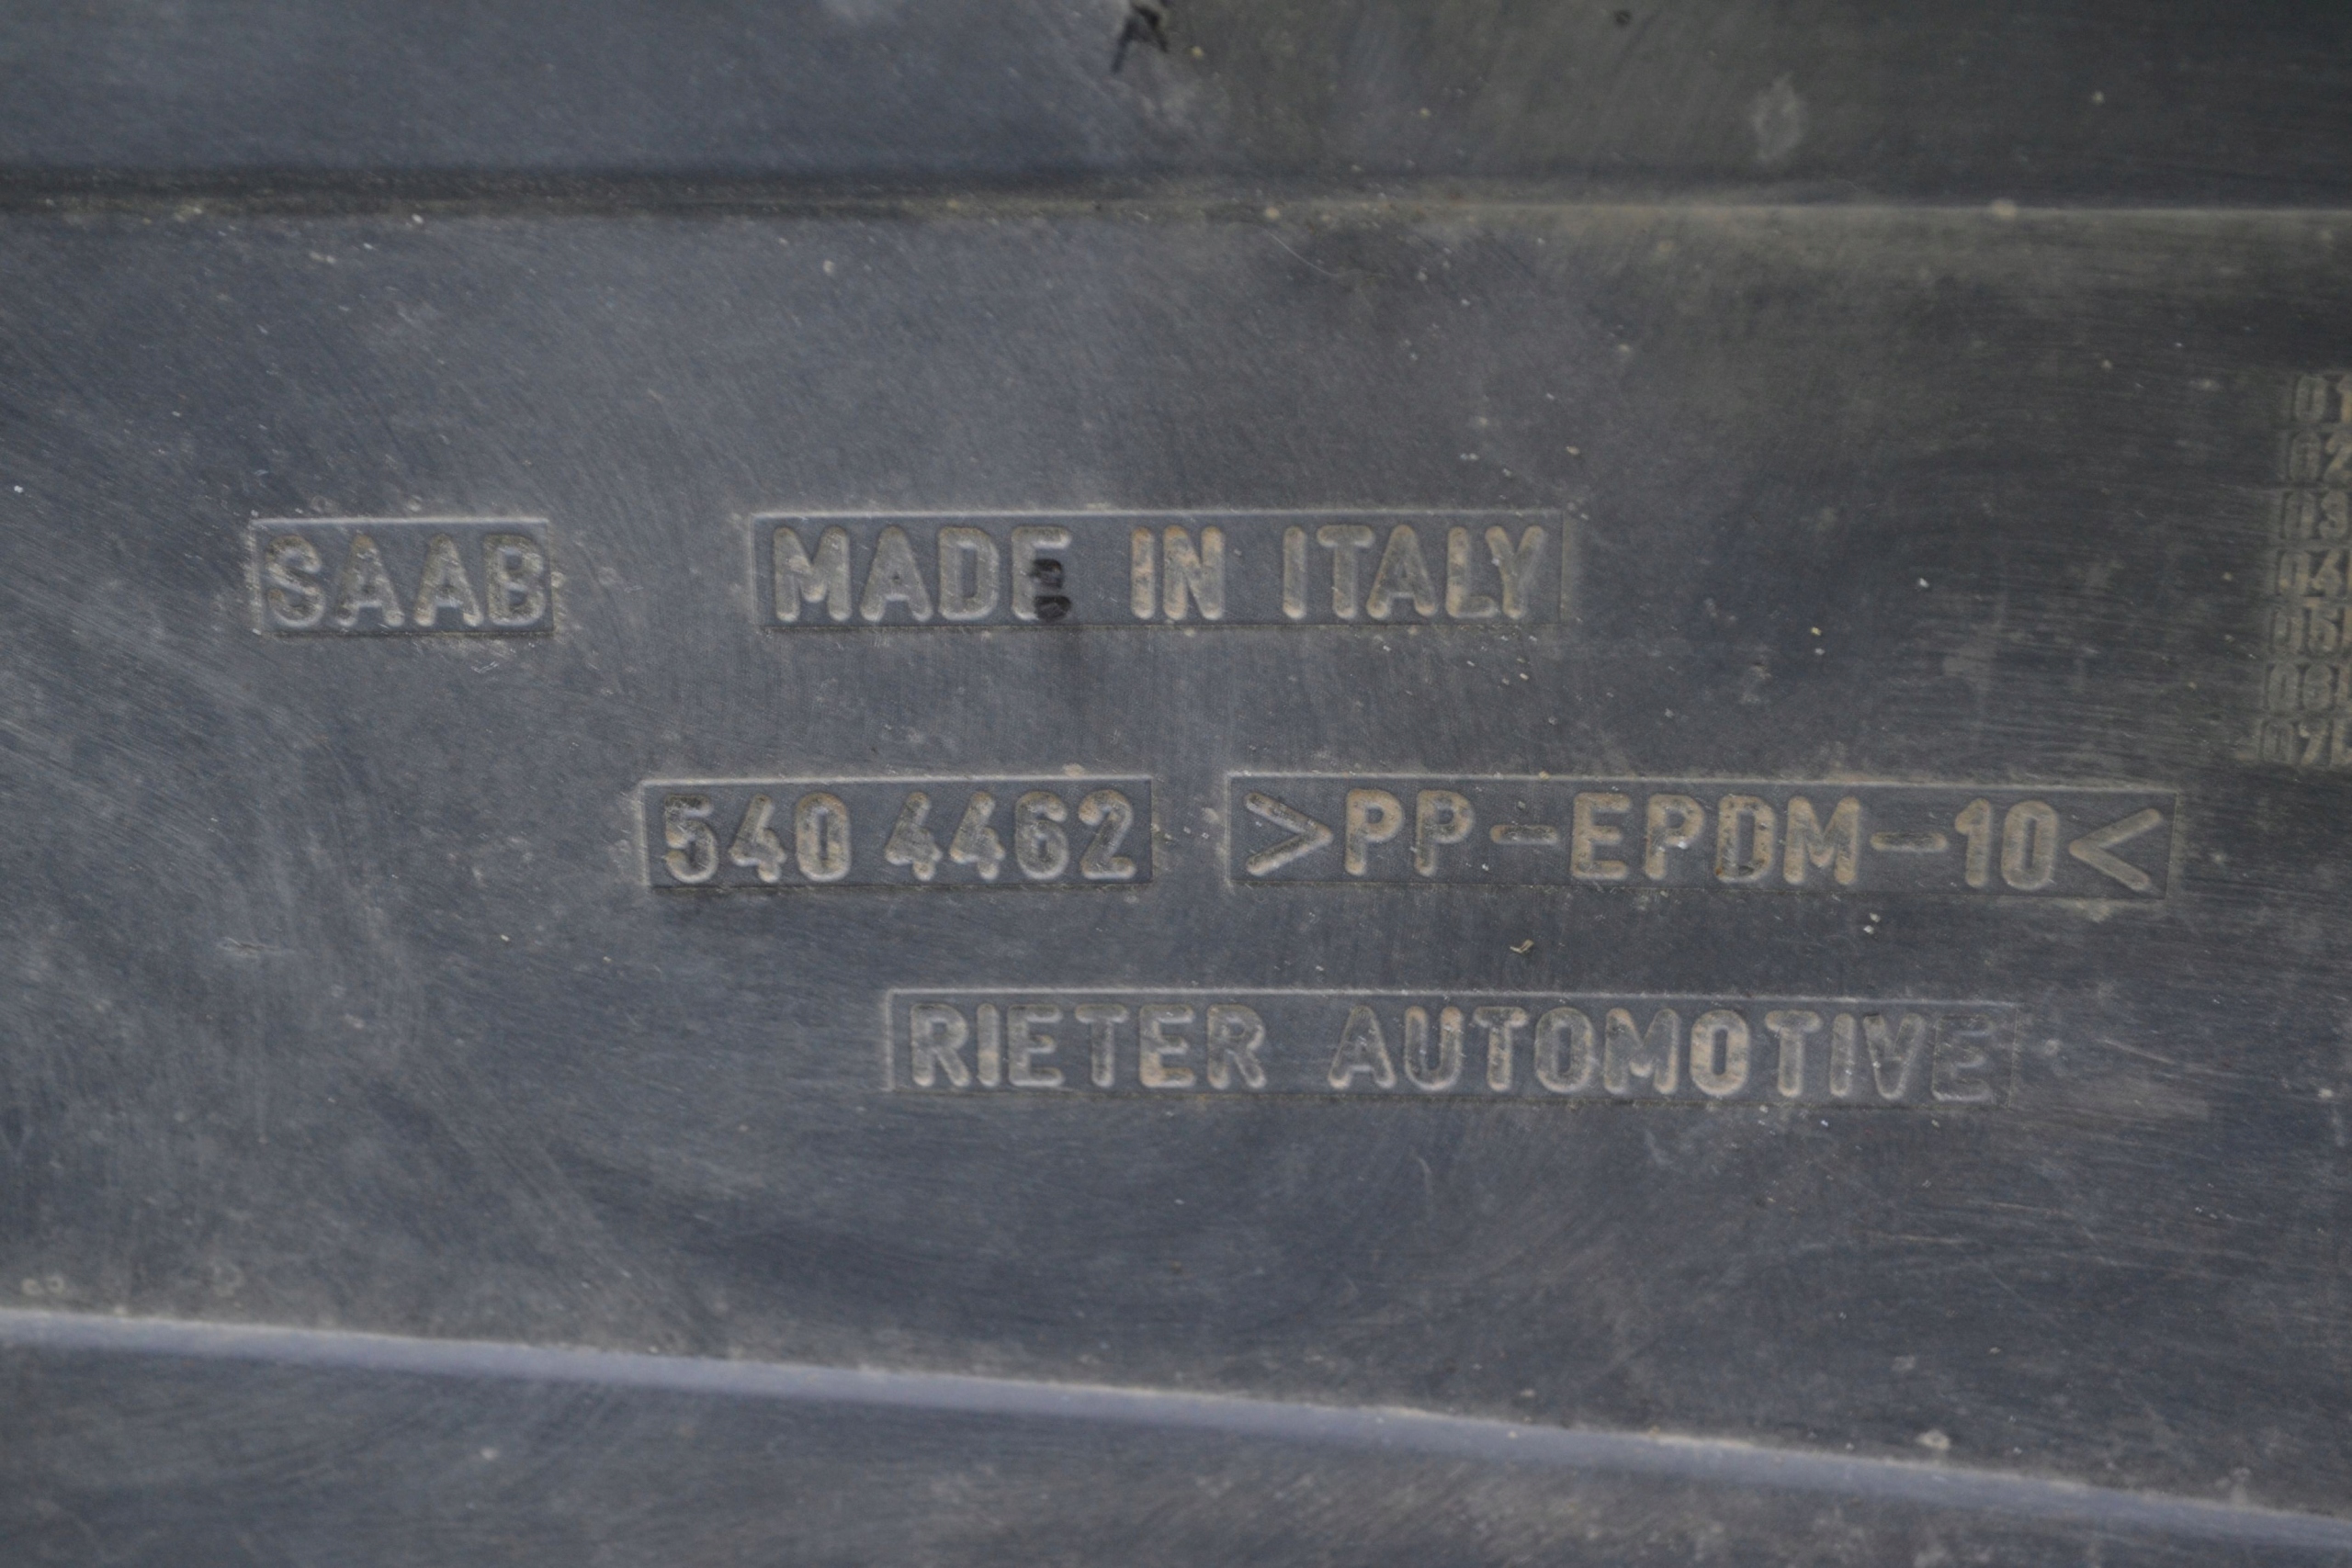 SAAB MADE IN ITALY
540 4462 >PP-EPDM-10<
RIETER AUTOMOTIVE